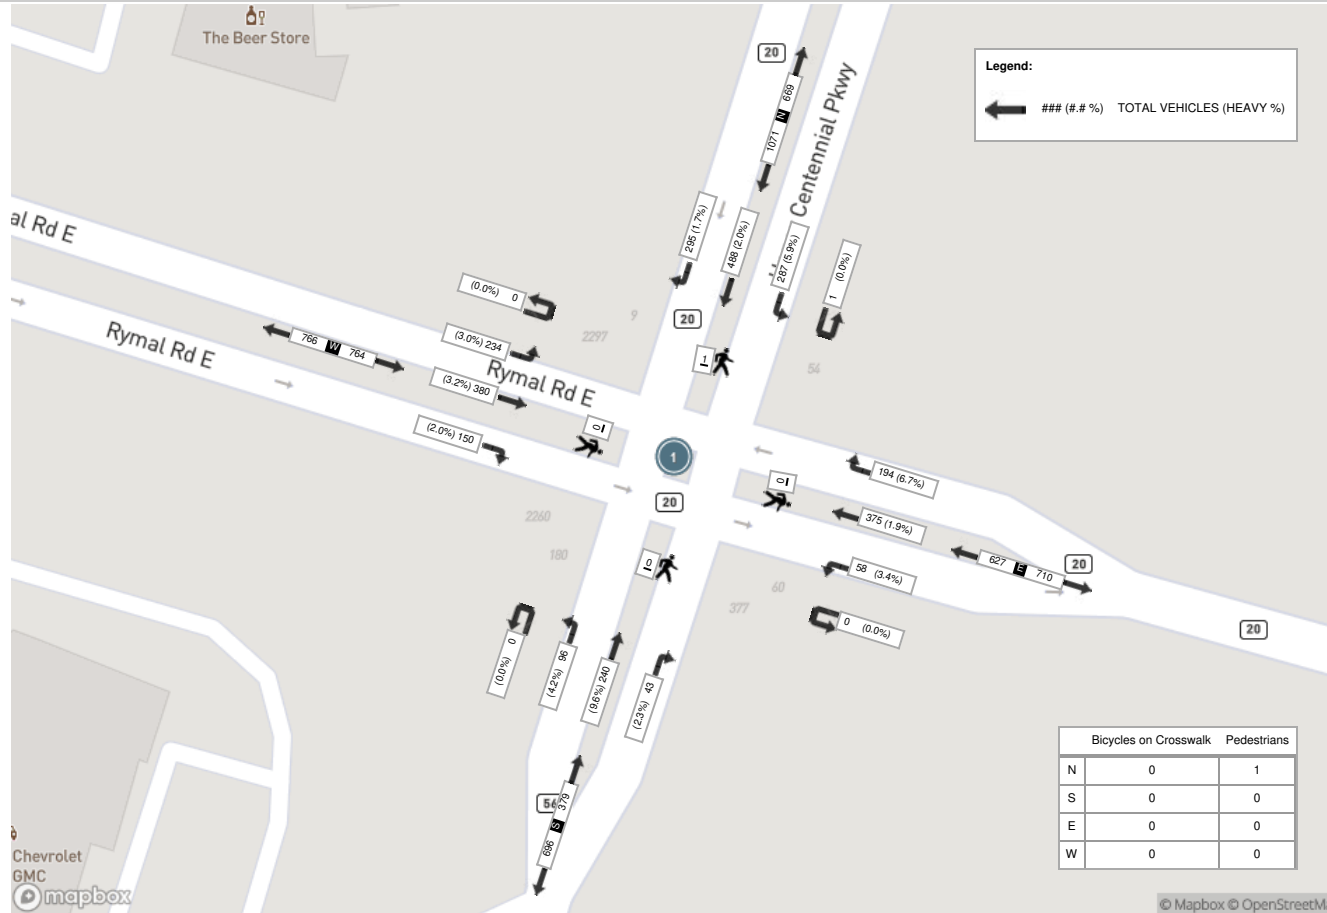 The Beer Store
20
Centennial Pkwy
669
N
1071
Legend:
### (#.# %) TOTAL VEHICLES (HEAVY %)
295 (1.7%)
488 (2.0%)
287 (5.9%)
1 (0.0%)
al Rd E
(0.0%) 0
20
9
2297
766 W 764
(3.0%) 234
Rymal Rd E
Rymal Rd E
1
54
(3.2%) 380
(2.0%) 150
0
1
0
194 (6.7%)
20
375 (1.9%)
2260
180
0
627 E 710
20
58 (3.4%)
60
377
0 (0.0%)
20
(0.0%) 0
(4.2%) 96
(9.6%) 240
(2.3%) 43
56
379
S
696
Bicycles on Crosswalk Pedestrians
N 0 1
S 0 0
E 0 0
W 0 0
Chevrolet
GMC
mapbox
© Mapbox © OpenStreetM